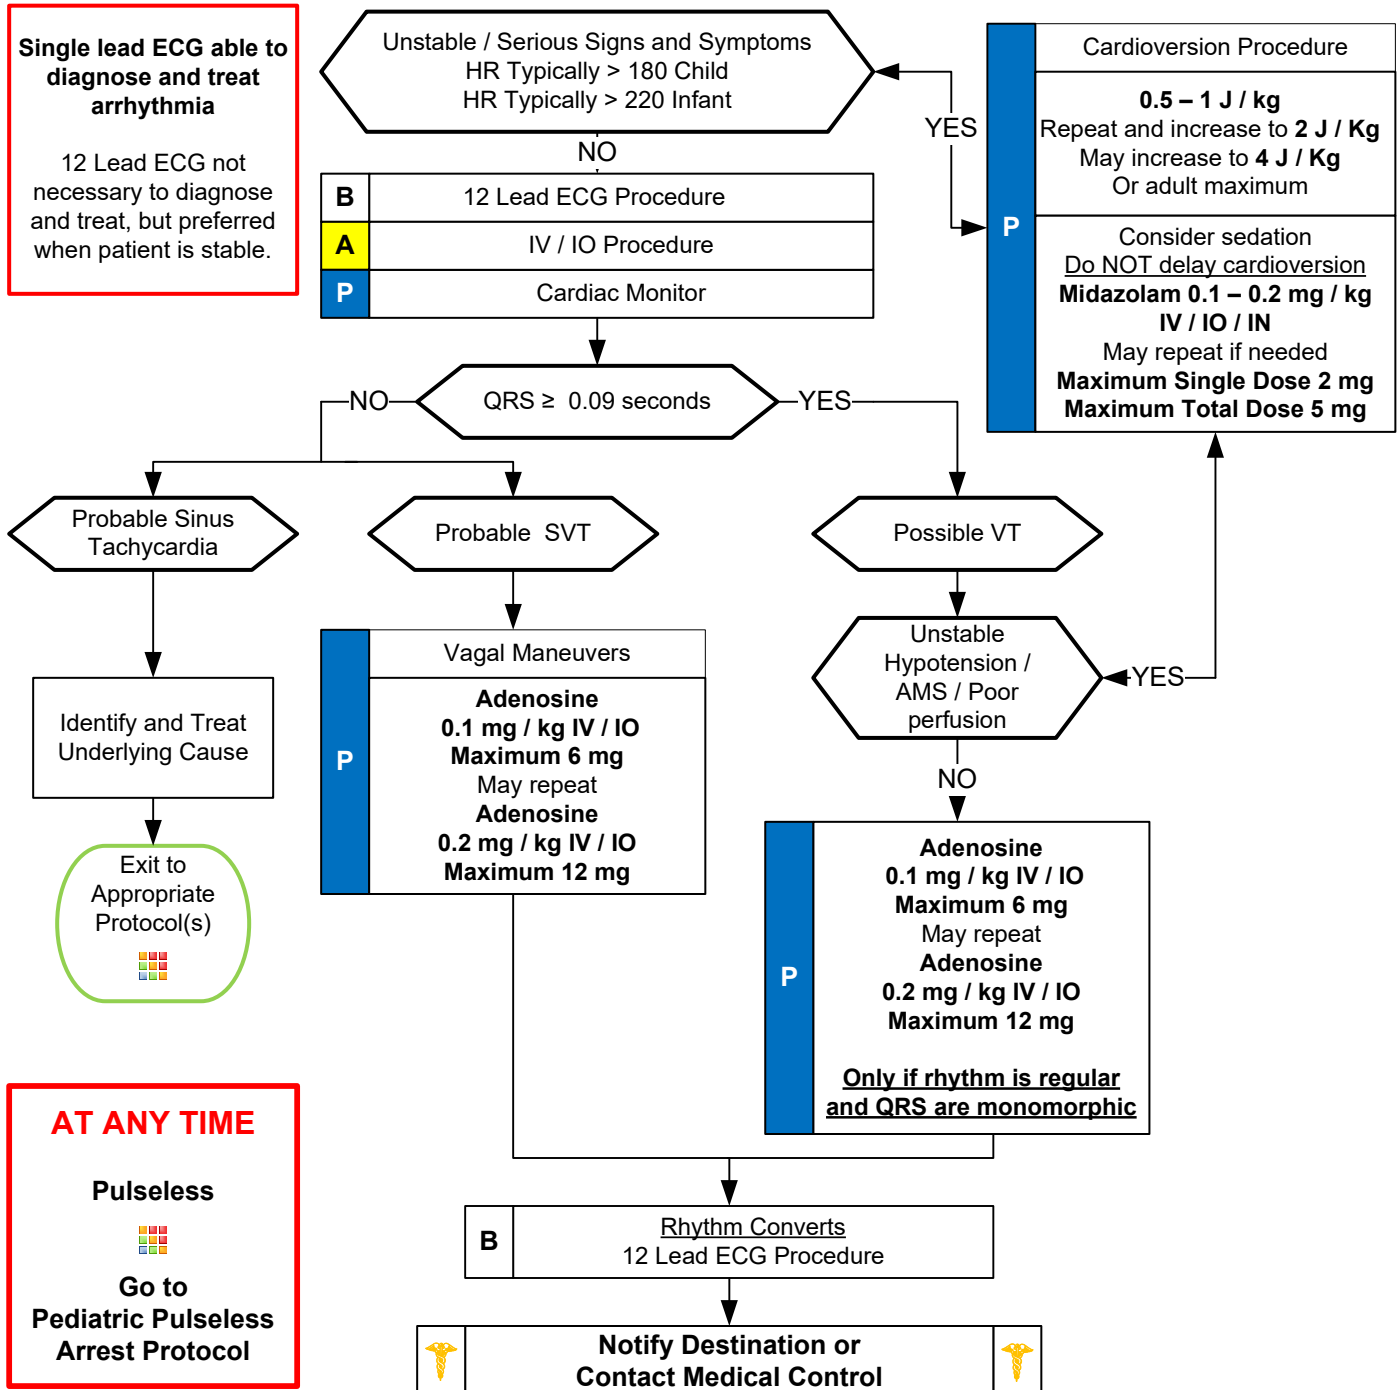 Single lead ECG able to
diagnose and treat
arrhythmia
12 Lead ECG not
necessary to diagnose
and treat, but preferred
when patient is stable.
Unstable / Serious Signs and Symptoms
HR Typically > 180 Child
HR Typically > 220 Infant
YES
NO
P
Cardioversion Procedure
0.5 – 1 J / kg
Repeat and increase to 2 J / Kg
May increase to 4 J / Kg
Or adult maximum
Consider sedation
Do NOT delay cardioversion
Midazolam 0.1 – 0.2 mg / kg
IV / IO / IN
May repeat if needed
Maximum Single Dose 2 mg
Maximum Total Dose 5 mg
B 12 Lead ECG Procedure
A IV / IO Procedure
P Cardiac Monitor
NO
QRS ≥ 0.09 seconds
YES
Probable Sinus
Tachycardia
Probable SVT
Possible VT
Identify and Treat
Underlying Cause
Exit to
Appropriate
Protocol(s)
P
Vagal Maneuvers
Adenosine
0.1 mg / kg IV / IO
Maximum 6 mg
May repeat
Adenosine
0.2 mg / kg IV / IO
Maximum 12 mg
Unstable
Hypotension /
AMS / Poor
perfusion
YES
NO
P
Adenosine
0.1 mg / kg IV / IO
Maximum 6 mg
May repeat
Adenosine
0.2 mg / kg IV / IO
Maximum 12 mg
Only if rhythm is regular
and QRS are monomorphic
AT ANY TIME
Pulseless
Go to
Pediatric Pulseless
Arrest Protocol
B
Rhythm Converts
12 Lead ECG Procedure
Notify Destination or
Contact Medical Control